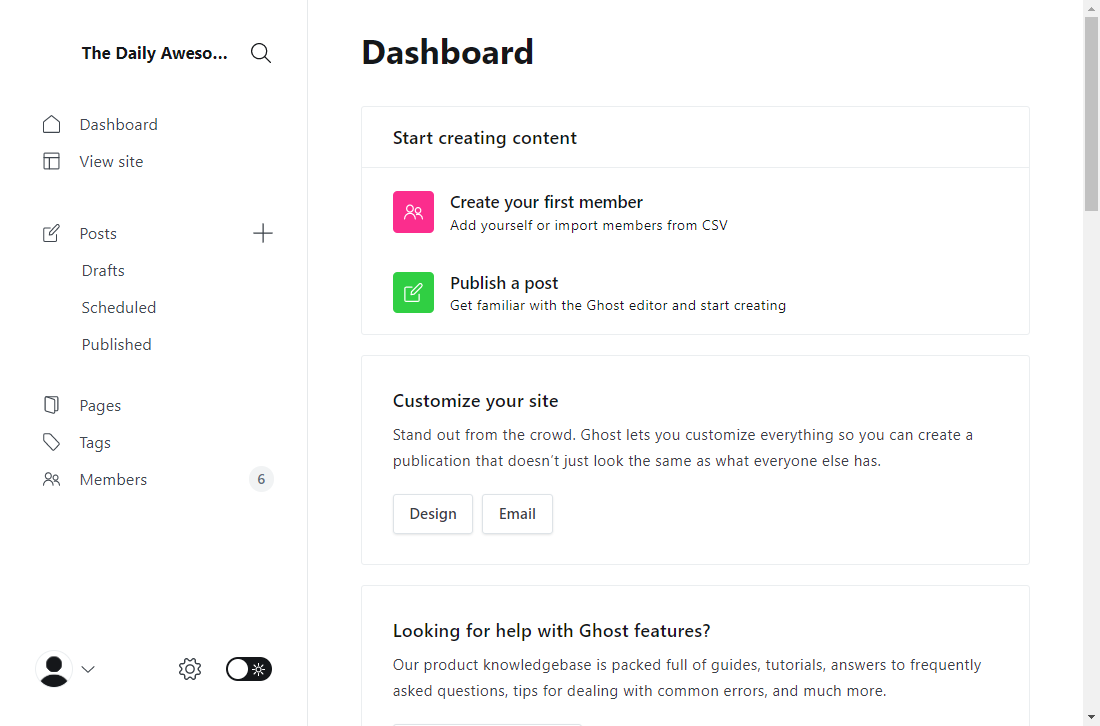 The Daily Aweso...
Dashboard
View site
Posts
Drafts
Scheduled
Published
Pages
Tags
Members
6
Dashboard
Start creating content
Create your first member
Add yourself or import members from CSV
Publish a post
Get familiar with the Ghost editor and start creating
Customize your site
Stand out from the crowd. Ghost lets you customize everything so you can create a
publication that doesn’t just look the same as what everyone else has.
Design
Email
Looking for help with Ghost features?
Our product knowledgebase is packed full of guides, tutorials, answers to frequently
asked questions, tips for dealing with common errors, and much more.